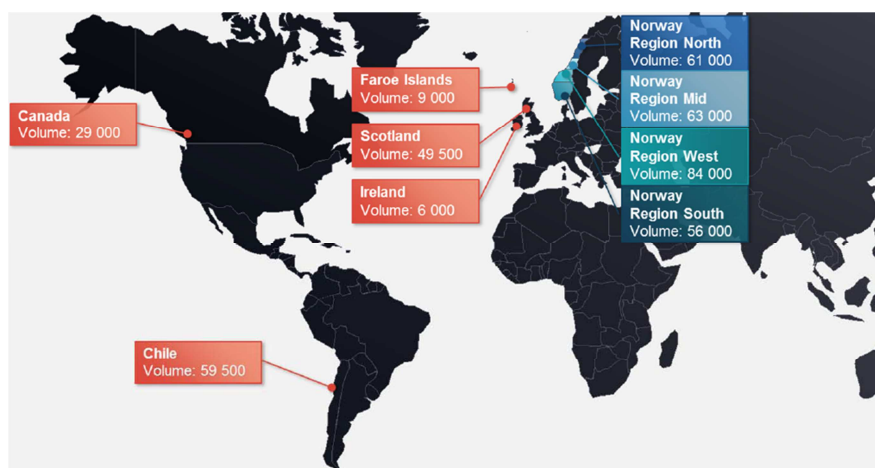 Canada
Volume: 29 000
Faroe Islands
Volume: 9 000
Scotland
Volume: 49 500
Ireland
Volume: 6 000
Chile
Volume: 59 500
Norway
Region North
Volume: 61 000
Norway
Region Mid
Volume: 63 000
Norway
Region West
Volume: 84 000
Norway
Region South
Volume: 56 000